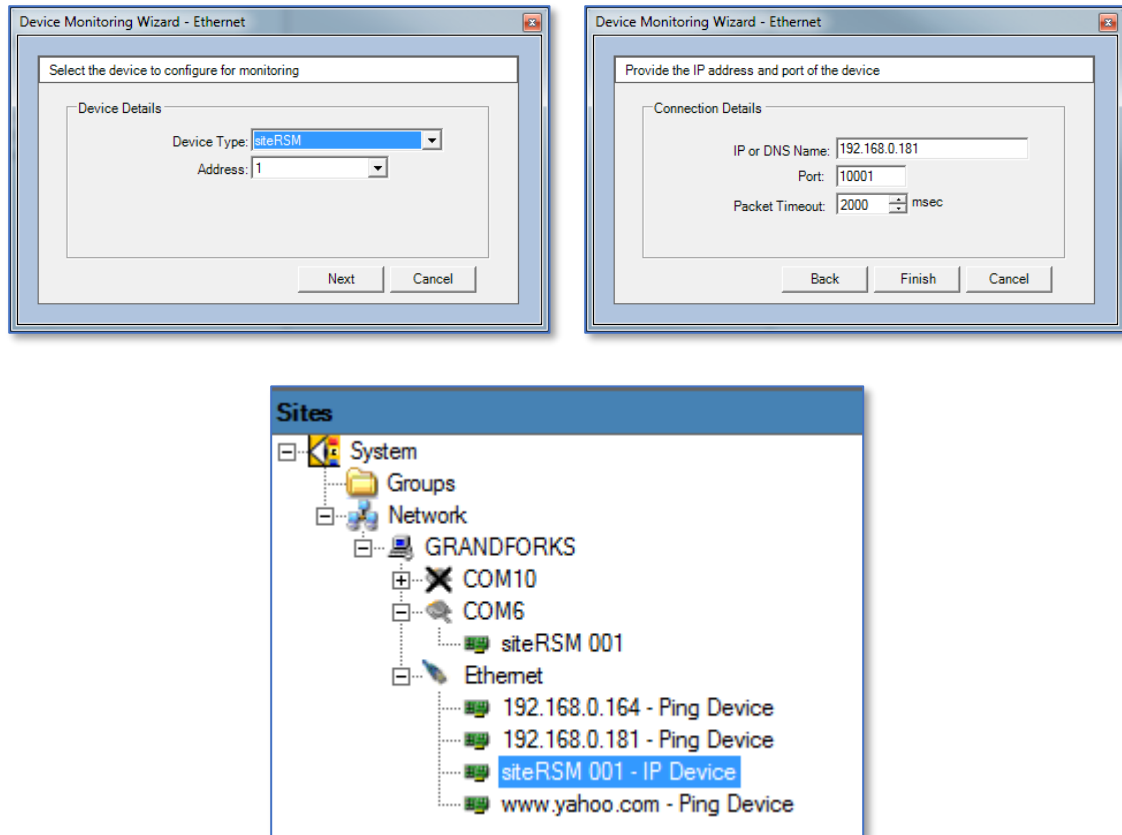 Device Monitoring Wizard - Ethernet
Select the device to configure for monitoring
Device Details
Device Type: siteRSM
Address: 1
Next Cancel
Device Monitoring Wizard - Ethernet
Provide the IP address and port of the device
Connection Details
IP or DNS Name: 192.168.0.181
Port: 10001
Packet Timeout: 2000 msec
Back Finish Cancel
Sites
System
Groups
Network
GRANDFORKS
COM10
COM6
siteRSM 001
Ethernet
192.168.0.164 - Ping Device
192.168.0.181 - Ping Device
siteRSM 001 - IP Device
www.yahoo.com - Ping Device